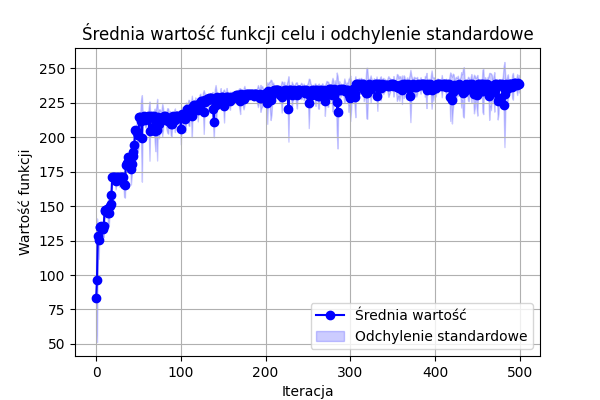 Średnia wartość funkcji celu i odchylenie standardowe
250
225
200
175
150
125
100
75
50
Wartość funkcji
0 100 200 300 400 500
Iteracja
Średnia wartość
Odchylenie standardowe